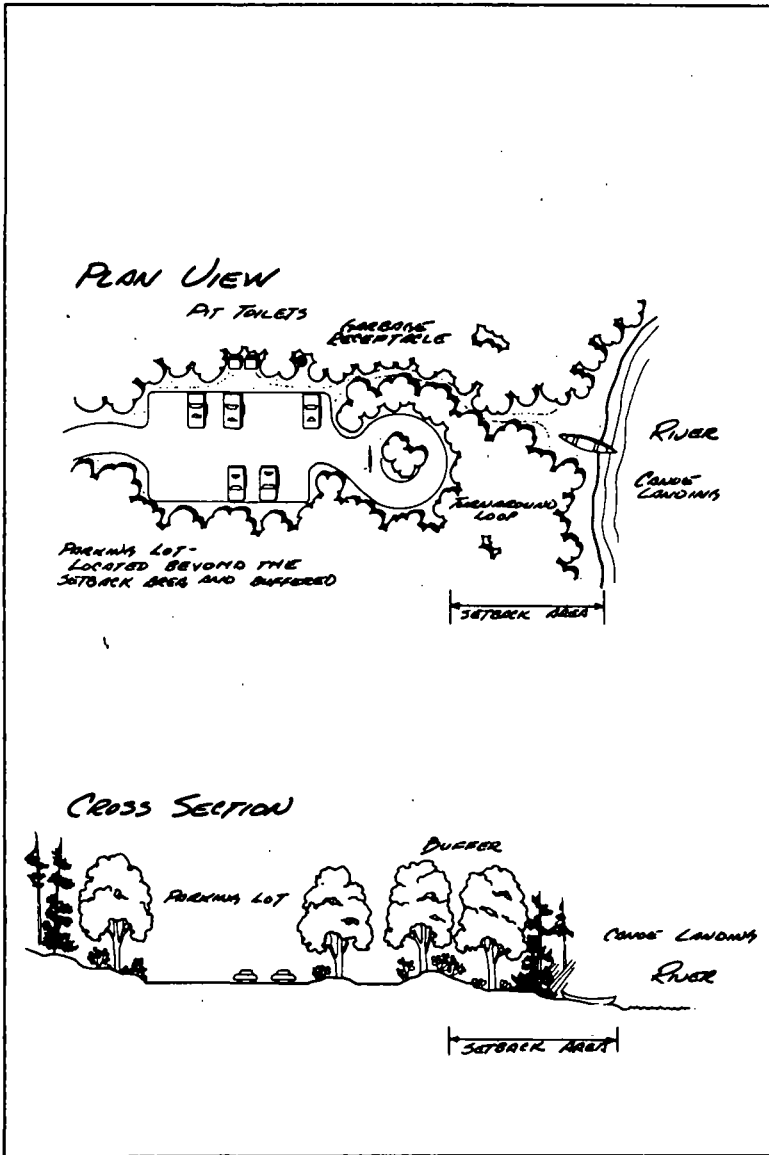 PLAN VIEW
PIT TOILETS
GARBAGE
RECEPTACLE
RIVER
CANOE
LANDING
TURNAROUND
LOOP
PARKING LOT-
LOCATED BEYOND THE
SETBACK AREA AND BUFFERED
SETBACK AREA
CROSS SECTION
BUFFER
PARKING LOT
CANOE LANDING
RIVER
SETBACK AREA